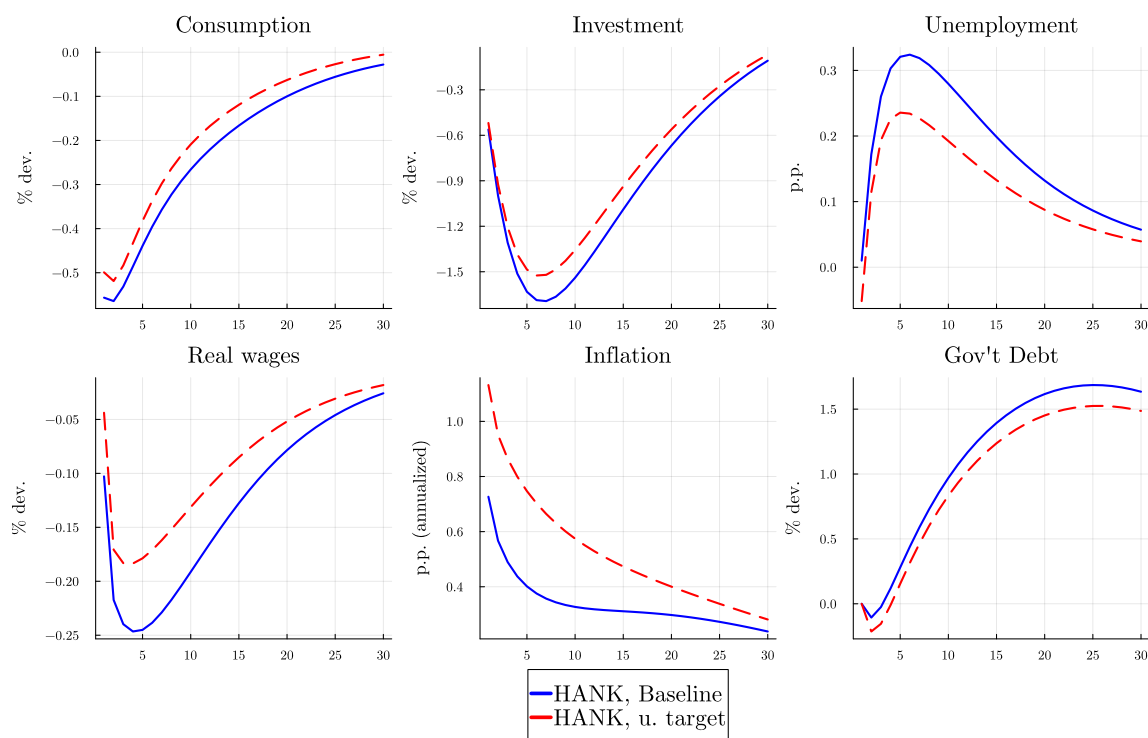 Consumption
Investment
Unemployment
% dev.
0.0
−0.1
−0.2
−0.3
−0.4
−0.5
5 10 15 20 25 30
% dev.
−0.3
−0.6
−0.9
−1.2
−1.5
5 10 15 20 25 30
p.p.
0.3
0.2
0.1
0.0
5 10 15 20 25 30
Real wages
Inflation
Gov't Debt
% dev.
−0.05
−0.10
−0.15
−0.20
−0.25
5 10 15 20 25 30
p.p. (annualized)
1.0
0.8
0.6
0.4
5 10 15 20 25 30
% dev.
1.5
1.0
0.5
0.0
5 10 15 20 25 30
HANK, Baseline
HANK, u. target